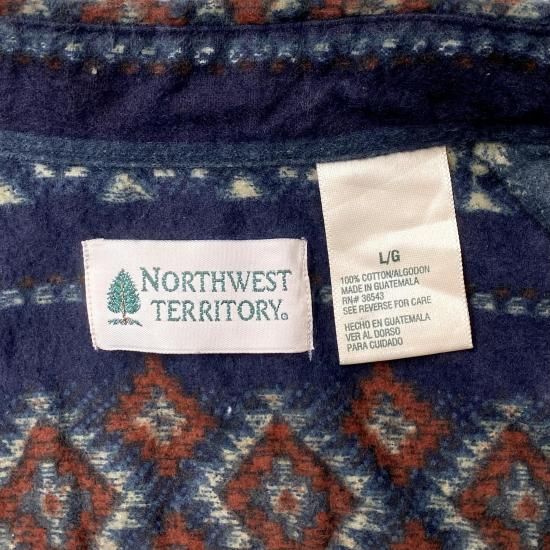 NORTHWEST
TERRITORY®
L/G
100% COTTON/ALGODON
MADE IN GUATEMALA
RN# 36543
SEE REVERSE FOR CARE
HECHO EN GUATEMALA
VER AL DORSO
PARA CUIDADO